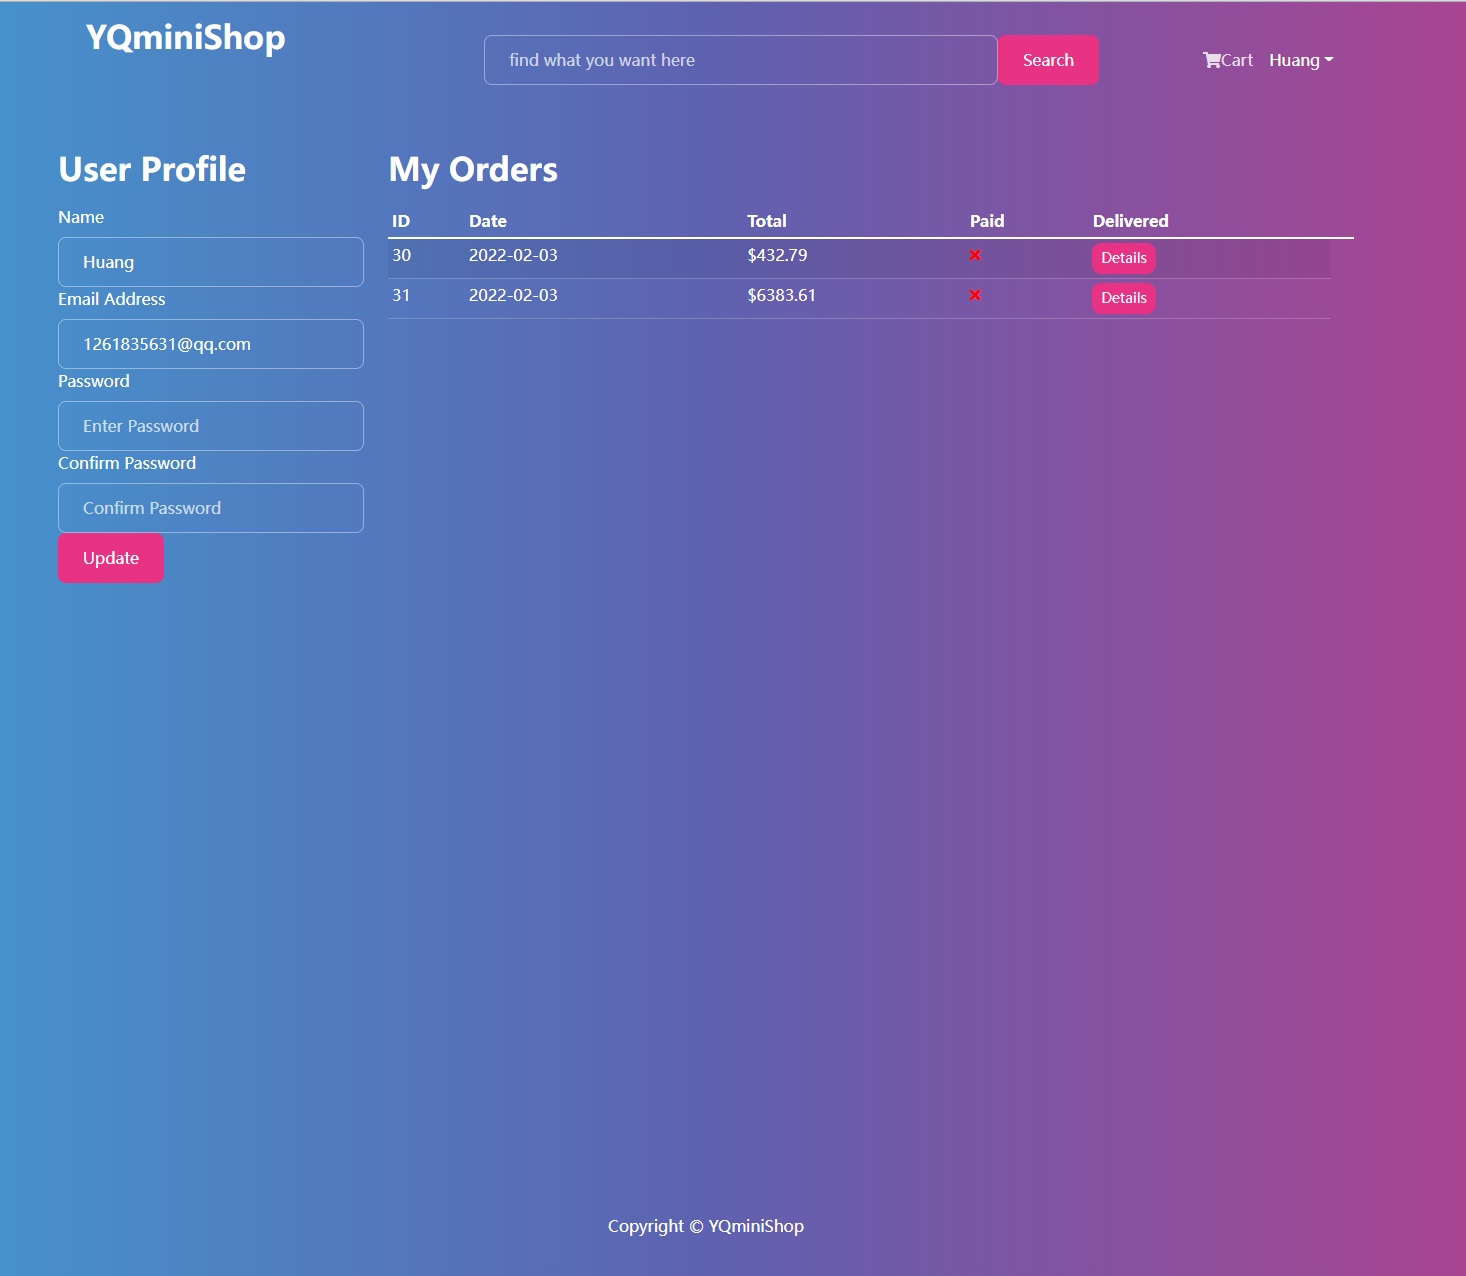 YQminiShop
find what you want here Search Cart Huang
User Profile
Name
Huang
Email Address
1261835631@qq.com
Password
Enter Password
Confirm Password
Confirm Password
Update
My Orders
ID Date Total Paid Delivered
30 2022-02-03 $432.79 Details
31 2022-02-03 $6383.61 Details
Copyright © YQminiShop